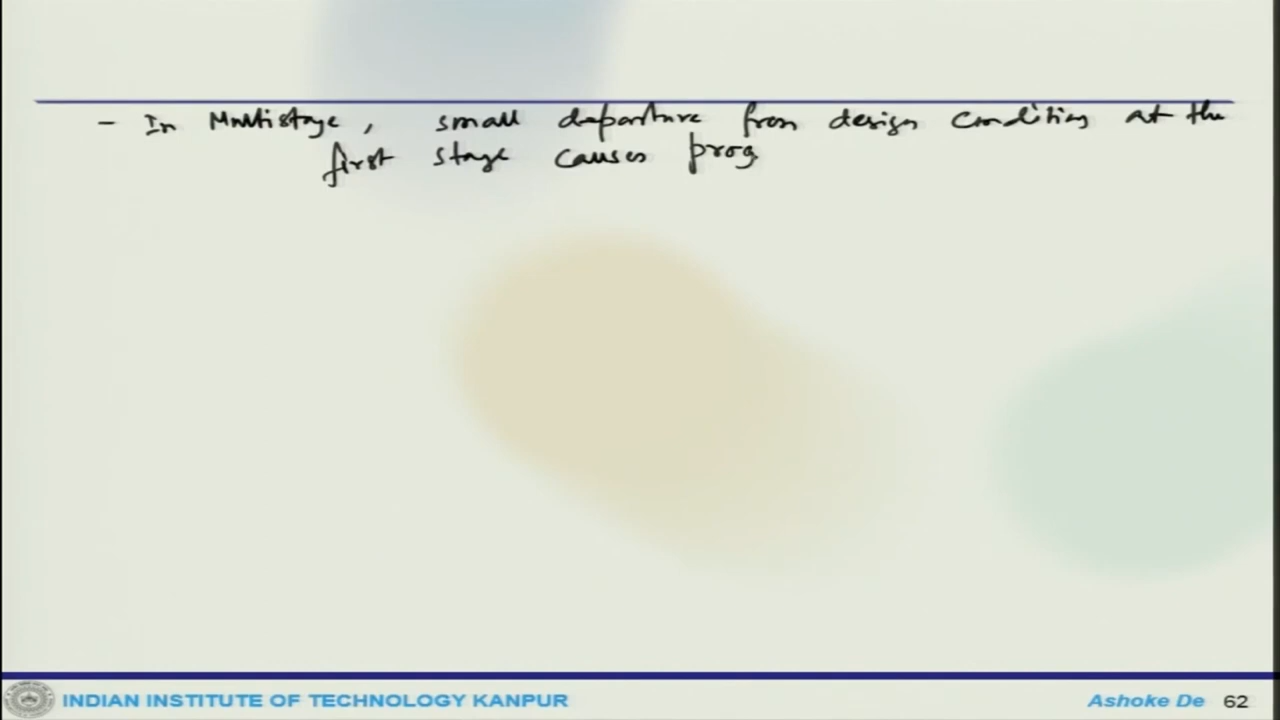 - In Multistage, small departure from design condition at the
first stage causes prog
INDIAN INSTITUTE OF TECHNOLOGY KANPUR
Ashoke De 62